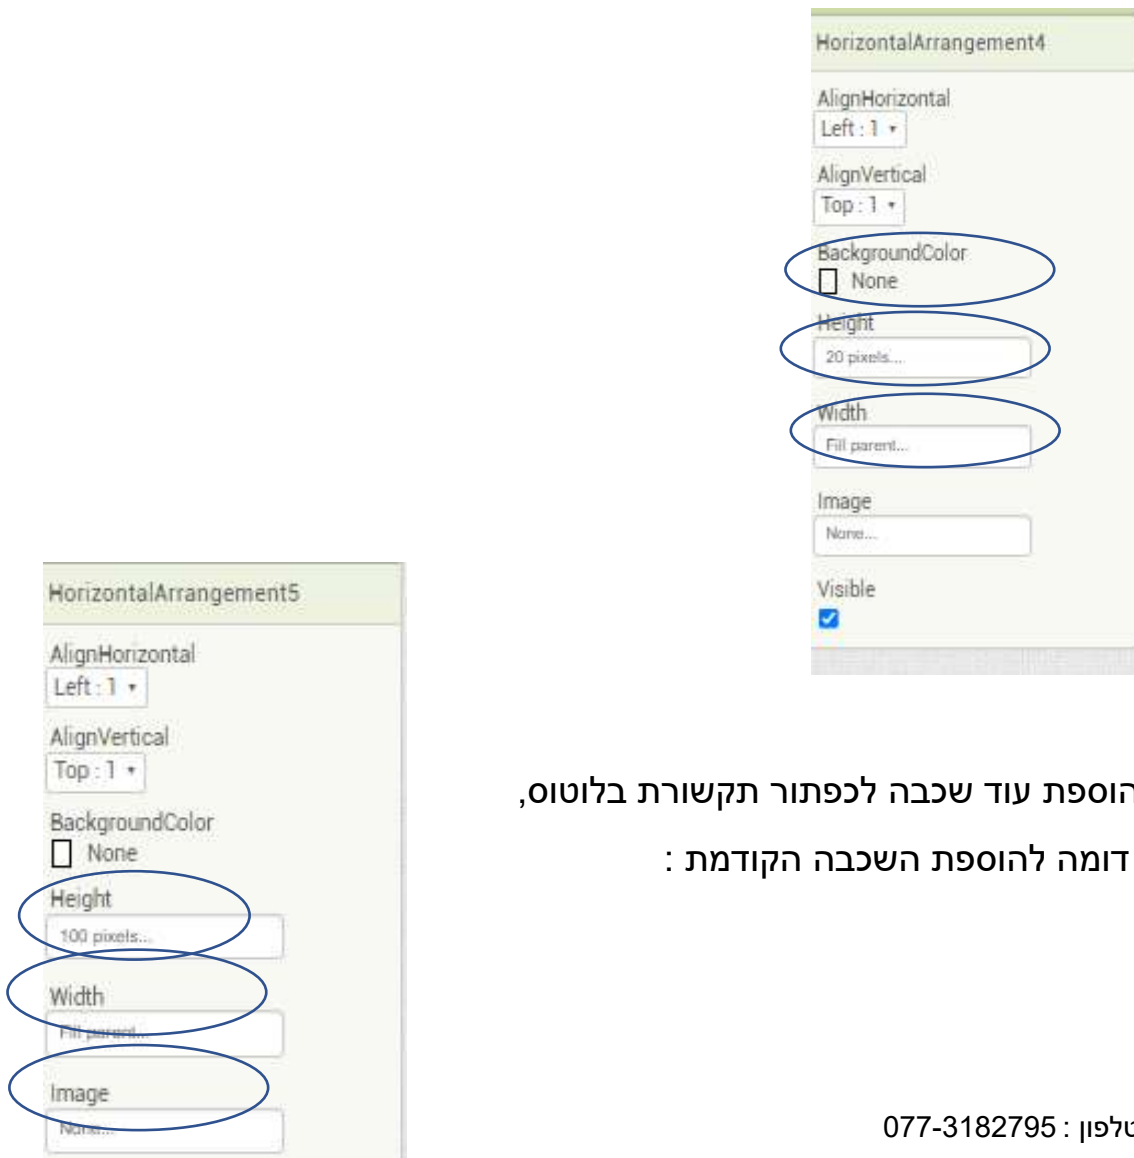 HorizontalArrangement4
AlignHorizontal
Left : 1
AlignVertical
Top : 1
BackgroundColor
None
Height
20 pixels...
Width
Fill parent...
Image
None...
Visible
HorizontalArrangement5
AlignHorizontal
Left : 1
AlignVertical
Top : 1
BackgroundColor
None
Height
100 pixels...
Width
Fill parent...
Image
None...
הוספת עוד שכבה לכפתור תקשורת בלוטוס,
דומה להוספת השכבה הקודמת :
טלפון : 077-3182795